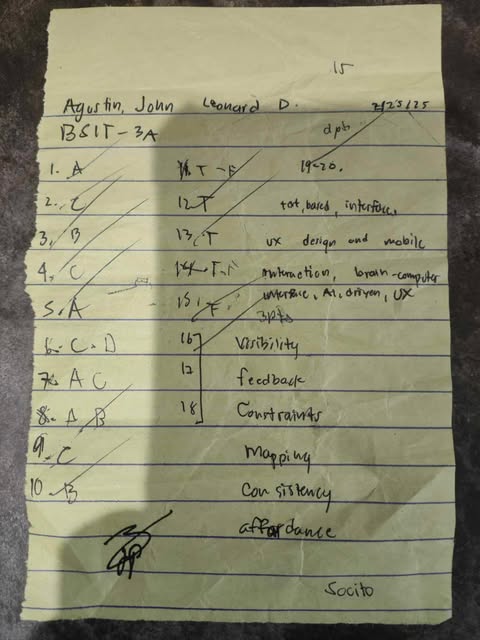 15
Agustin, John Leonard D. 2/25/25
BSIT-3A
1. A
2. C
3. B
4. C
5. A
6. C - D
7. A C
8. A B
9. C
10. B
11. T - F
12. T
13. T
14. T - F
15. F
16
17
18
19-20.
text, based, interface,
ux design and mobile
interaction, brain-computer
interface, AI, driven, UX
3pts
Visibility
feedback
Constraints
Mapping
Consistency
affordance
Socito